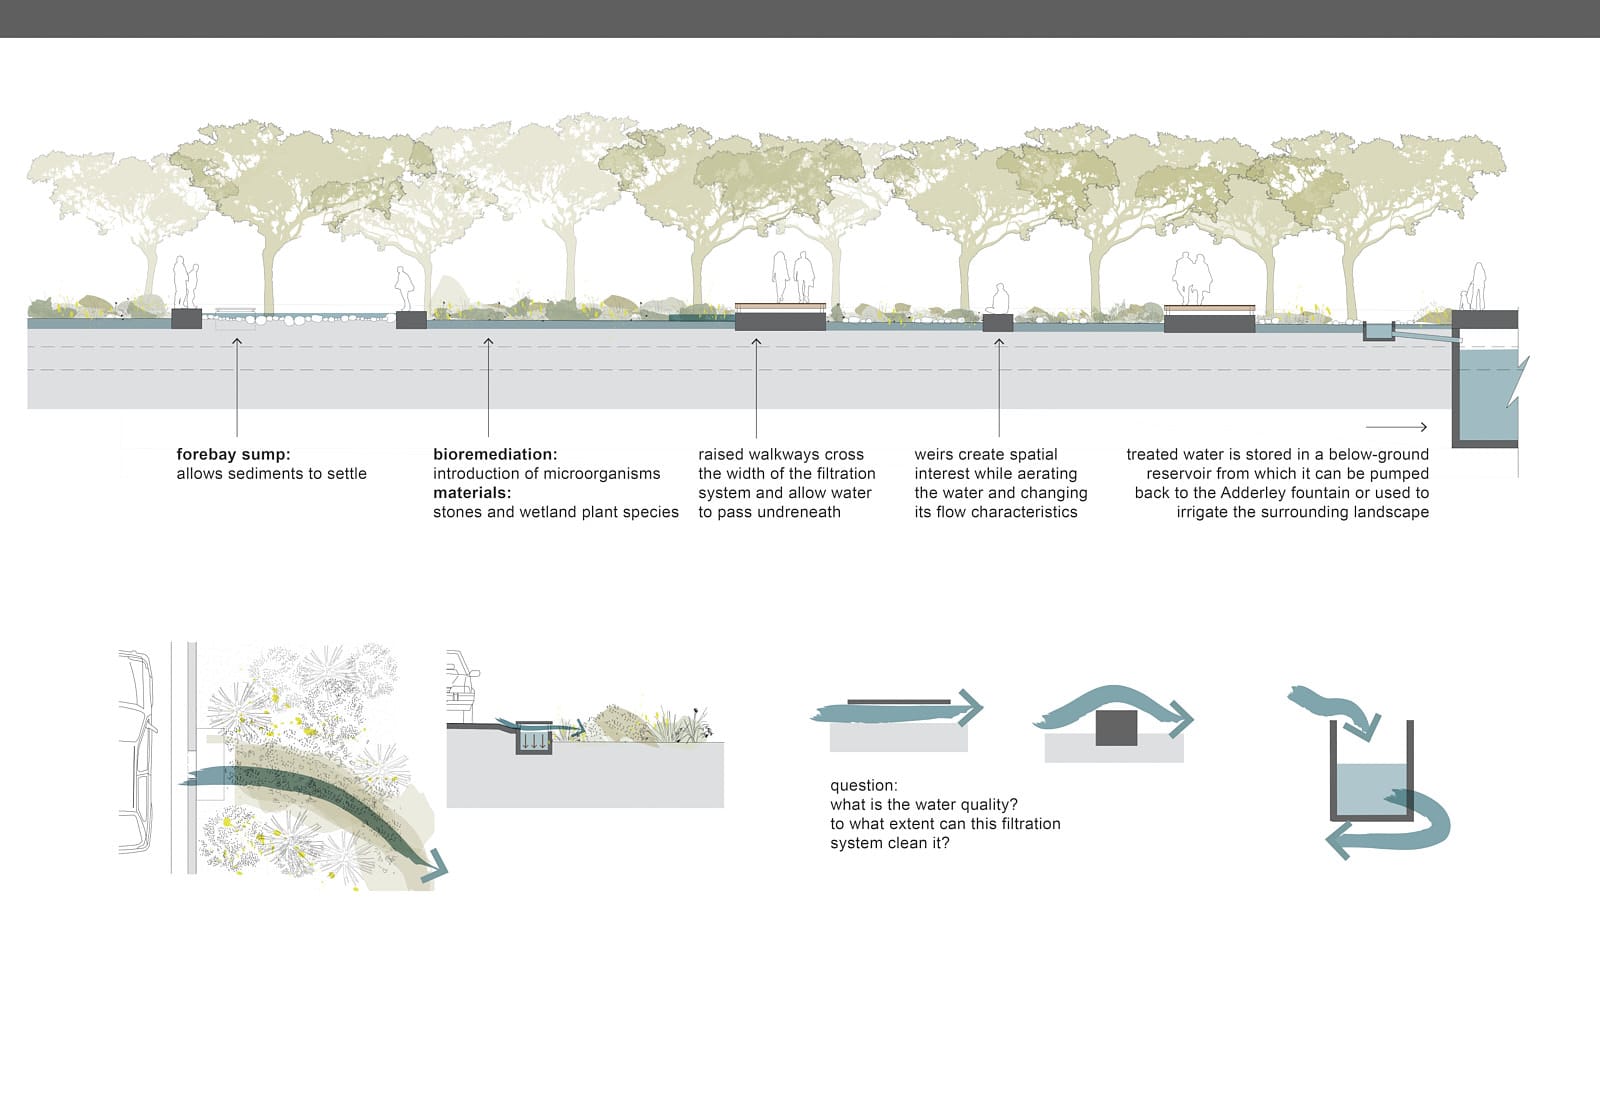 forebay sump:
allows sediments to settle
bioremediation:
introduction of microorganisms
materials:
stones and wetland plant species
raised walkways cross
the width of the filtration
system and allow water
to pass undreneath
weirs create spatial
interest while aerating
the water and changing
its flow characteristics
treated water is stored in a below-ground
reservoir from which it can be pumped
back to the Adderley fountain or used to
irrigate the surrounding landscape
question:
what is the water quality?
to what extent can this filtration
system clean it?